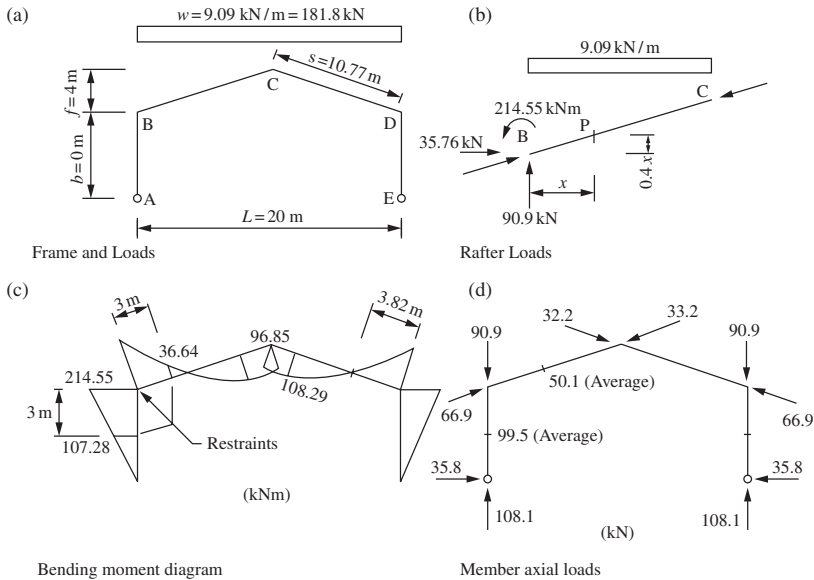 (a)
w=9.09 kN/m=181.8 kN
s=10.77 m
f=4 m
C
B
D
b=0 m
A
E
L=20 m
Frame and Loads
(b)
9.09 kN/m
C
214.55 kNm
P
B
35.76 kN
0.4 x
x
90.9 kN
Rafter Loads
(c)
3 m
3.82 m
36.64
96.85
214.55
108.29
3 m
Restraints
107.28
(kNm)
Bending moment diagram
(d)
32.2
33.2
90.9
90.9
50.1 (Average)
66.9
66.9
99.5 (Average)
35.8
35.8
108.1
108.1
(kN)
Member axial loads